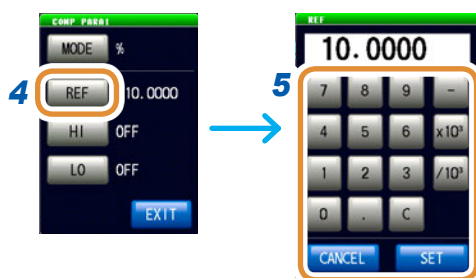 COMP PARA1
MODE %
4 REF 10.0000
HI OFF
LO OFF
EXIT
REF
10.0000
5
7 8 9 -
4 5 6 x10³
1 2 3 /10³
0 . C
CANCEL SET